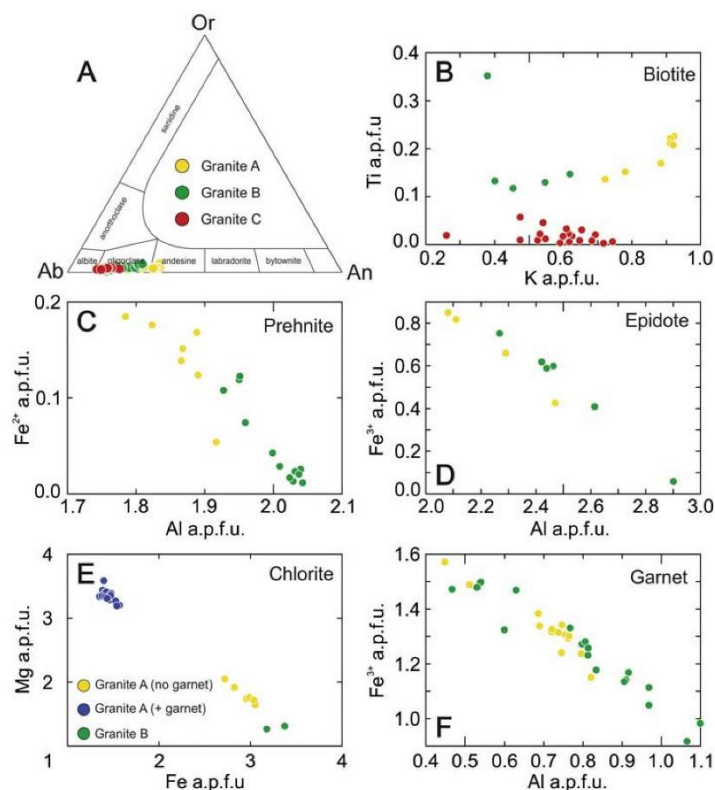 Or
A
sanidine
anorthoclase
Granite A
Granite B
Granite C
Ab
albite
oligoclase
andesine
labradorite
bytownite
An
B
Biotite
Ti a.p.f.u
0.4
0.3
0.2
0.1
0.0
0.2 0.4 0.6 0.8 1.0
K a.p.f.u.
C
Prehnite
Fe²⁺ a.p.f.u.
0.2
0.1
0.0
1.7 1.8 1.9 2.0 2.1
Al a.p.f.u.
D
Epidote
Fe³⁺ a.p.f.u.
0.8
0.6
0.4
0.2
0.0
2.0 2.2 2.4 2.6 2.8 3.0
Al a.p.f.u.
E
Chlorite
Mg a.p.f.u.
4
3
2
1
Granite A (no garnet)
Granite A (+ garnet)
Granite B
1 2 3 4
Fe a.p.f.u
F
Garnet
Fe³⁺ a.p.f.u.
1.6
1.4
1.2
1.0
0.4 0.5 0.6 0.7 0.8 0.9 1.0 1.1
Al a.p.f.u.